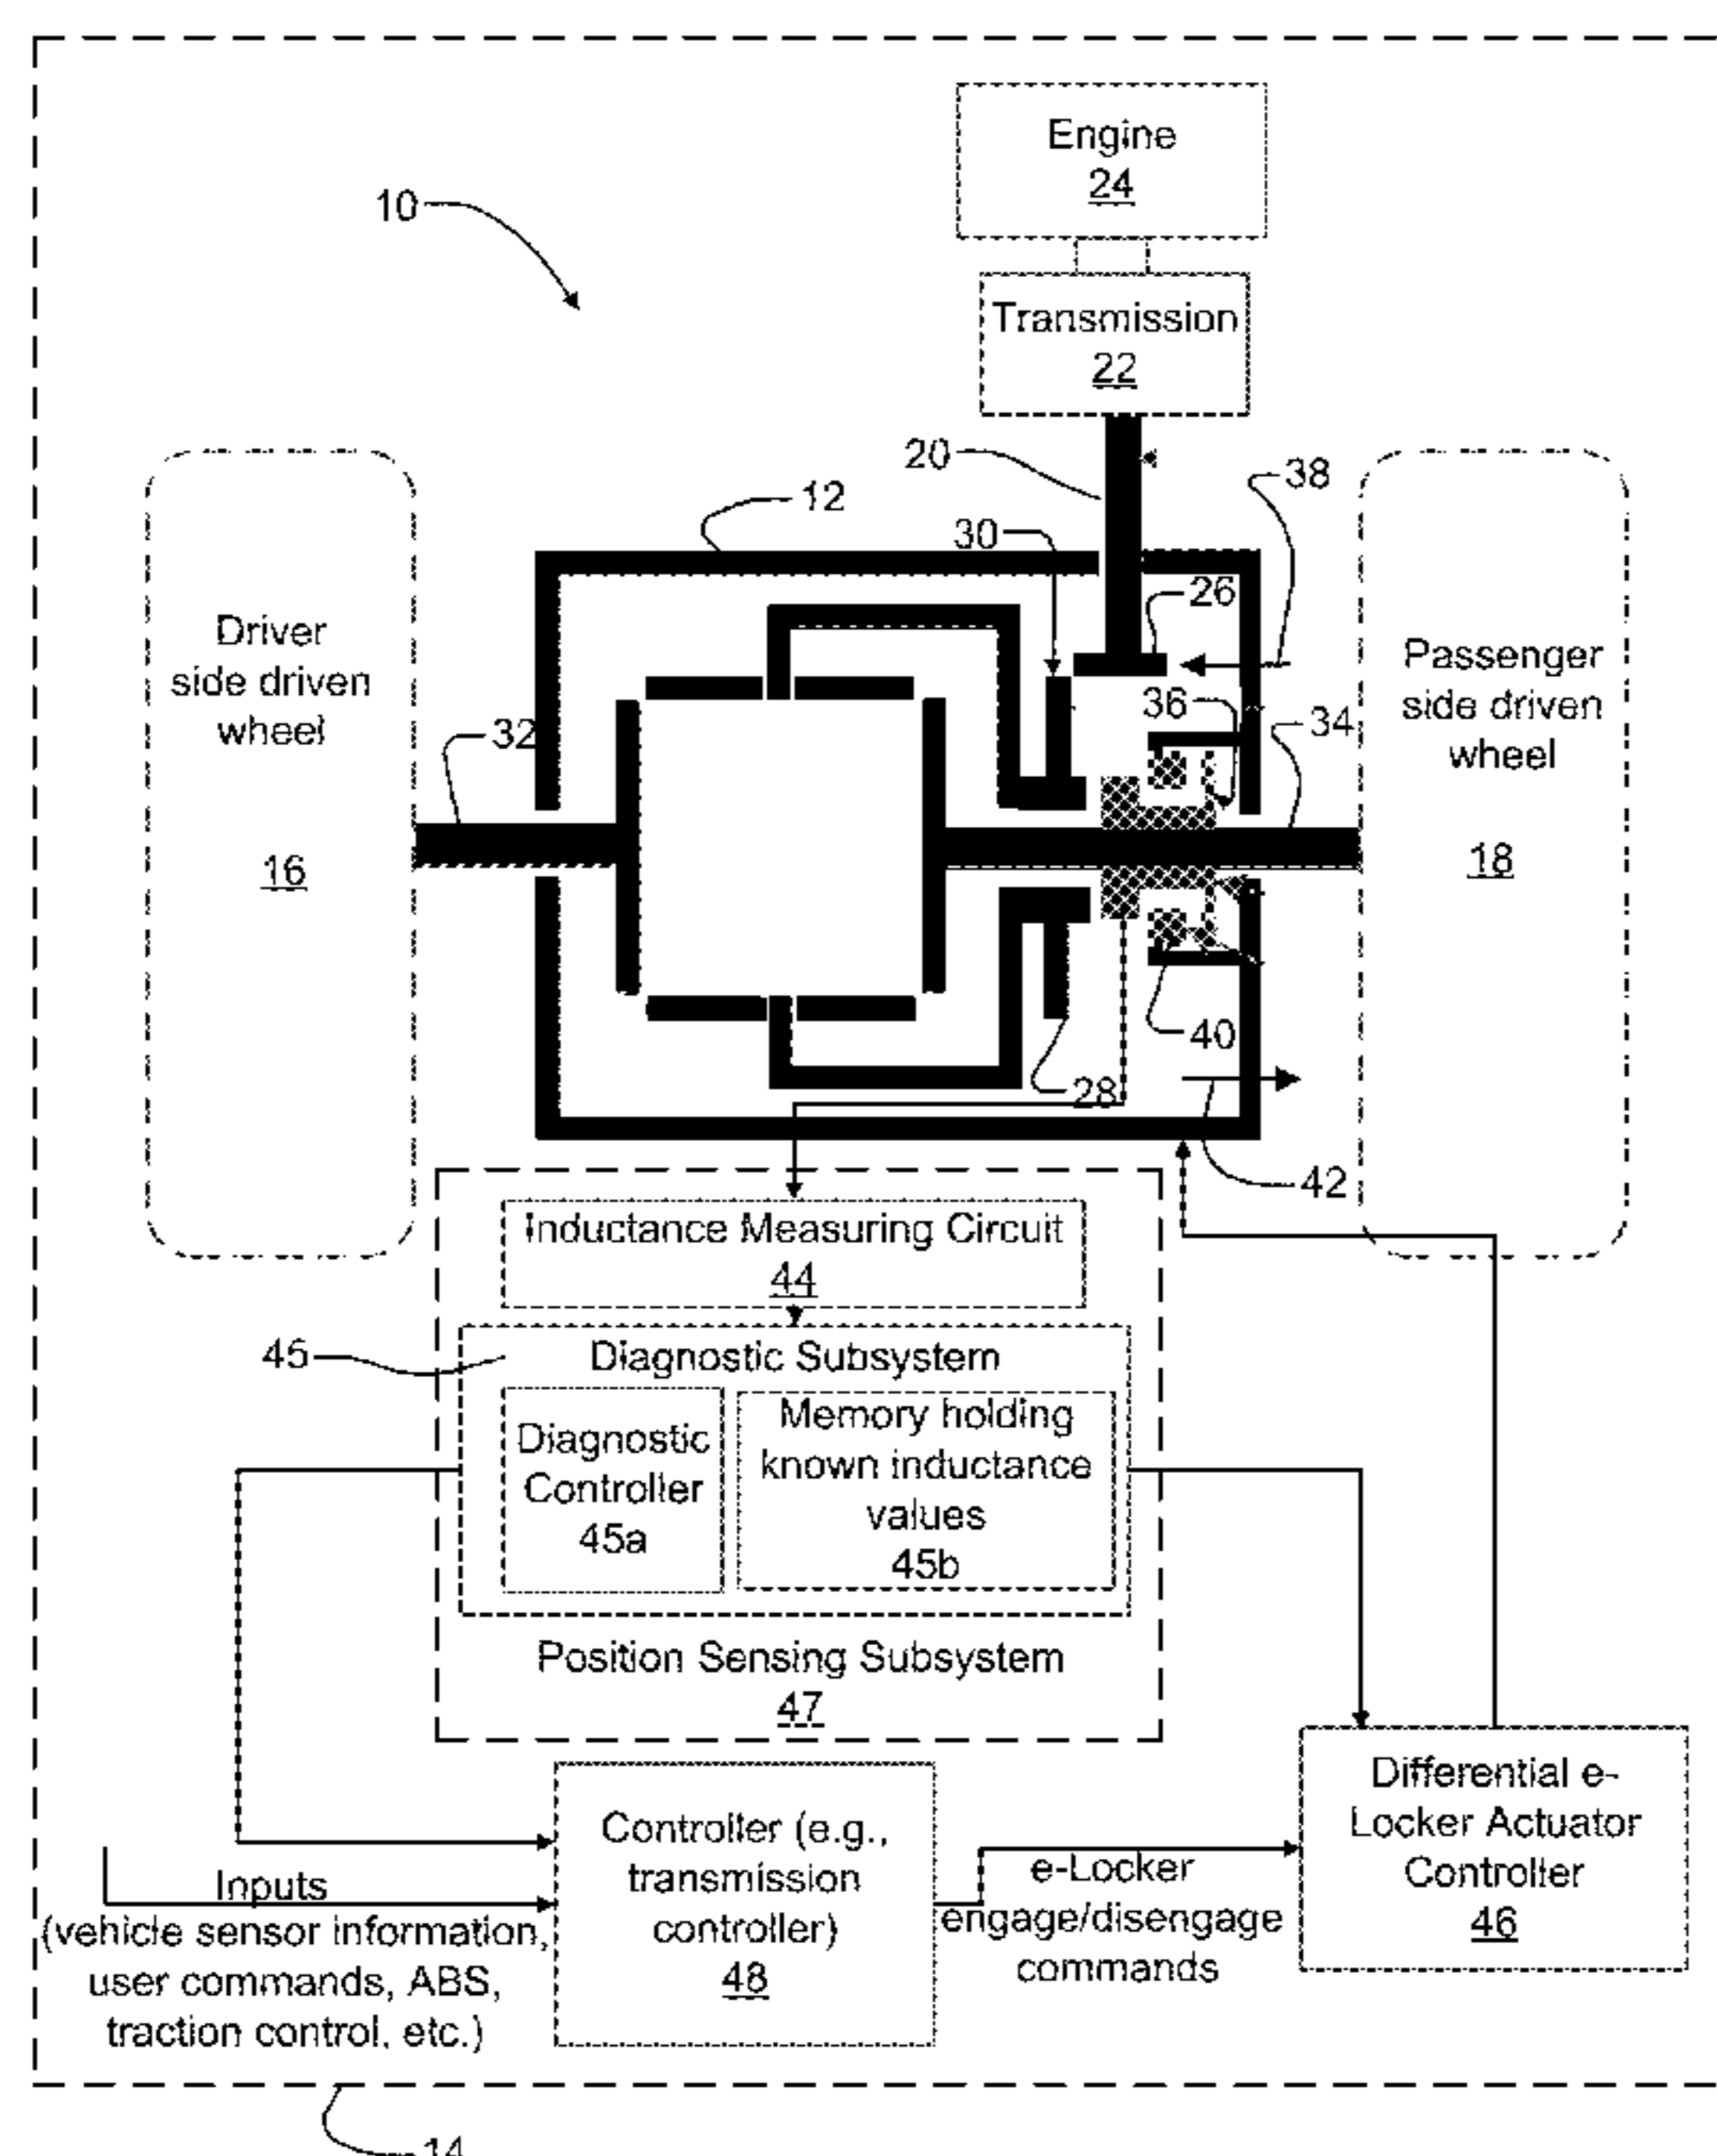 Engine
24
10
Transmission
22
20
38
12
30
26
Driver
side driven
wheel
16
Passenger
side driven
wheel
18
36
34
32
40
28
42
Inductance Measuring Circuit
44
45
Diagnostic Subsystem
Diagnostic
Controller
45a
Memory holding
known inductance
values
45b
Position Sensing Subsystem
47
Differential e-
Locker Actuator
Controller
46
Controller (e.g.,
transmission
controller)
48
e-Locker
engage/disengage
commands
Inputs
(vehicle sensor information,
user commands, ABS,
traction control, etc.)
14